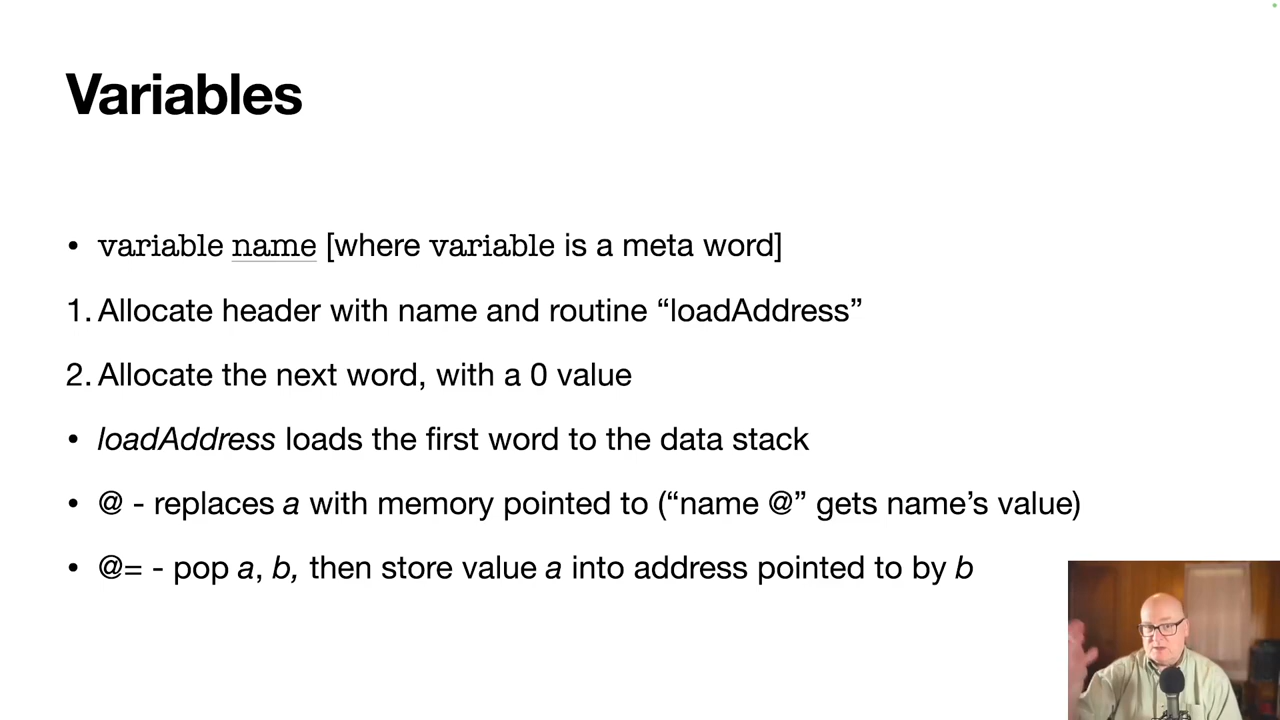 Variables
• variable name [where variable is a meta word]
1. Allocate header with name and routine “loadAddress”
2. Allocate the next word, with a 0 value
• loadAddress loads the first word to the data stack
• @ - replaces a with memory pointed to (“name @” gets name’s value)
• @= - pop a, b, then store value a into address pointed to by b